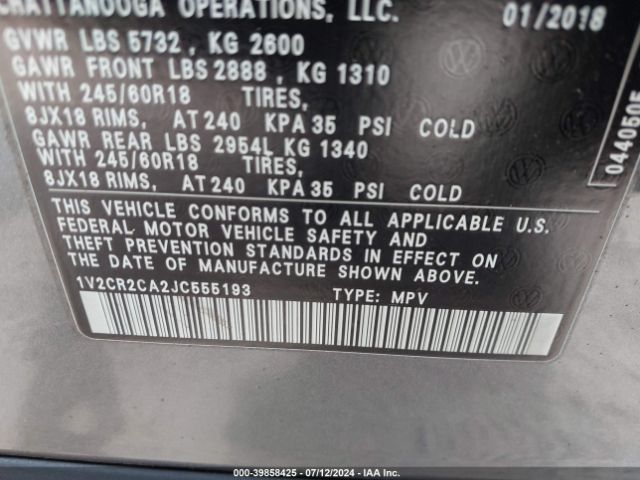 CHATTANOOGA OPERATIONS, LLC. 01/2018
GVWR LBS 5732 , KG 2600
GAWR FRONT LBS 2888 , KG 1310
WITH 245/60R18 TIRES,
8JX18 RIMS, AT 240 KPA 35 PSI COLD
GAWR REAR LBS 2954L KG 1340
WITH 245/60R18 TIRES,
8JX18 RIMS, AT 240 KPA 35 PSI COLD
THIS VEHICLE CONFORMS TO ALL APPLICABLE U.S.
FEDERAL MOTOR VEHICLE SAFETY AND
THEFT PREVENTION STANDARDS IN EFFECT ON
THE DATE OF MANUFACTURE SHOWN ABOVE.
1V2CR2CA2JC555193 TYPE: MPV
0440505
000-39858425 - 07/12/2024 - IAA Inc.